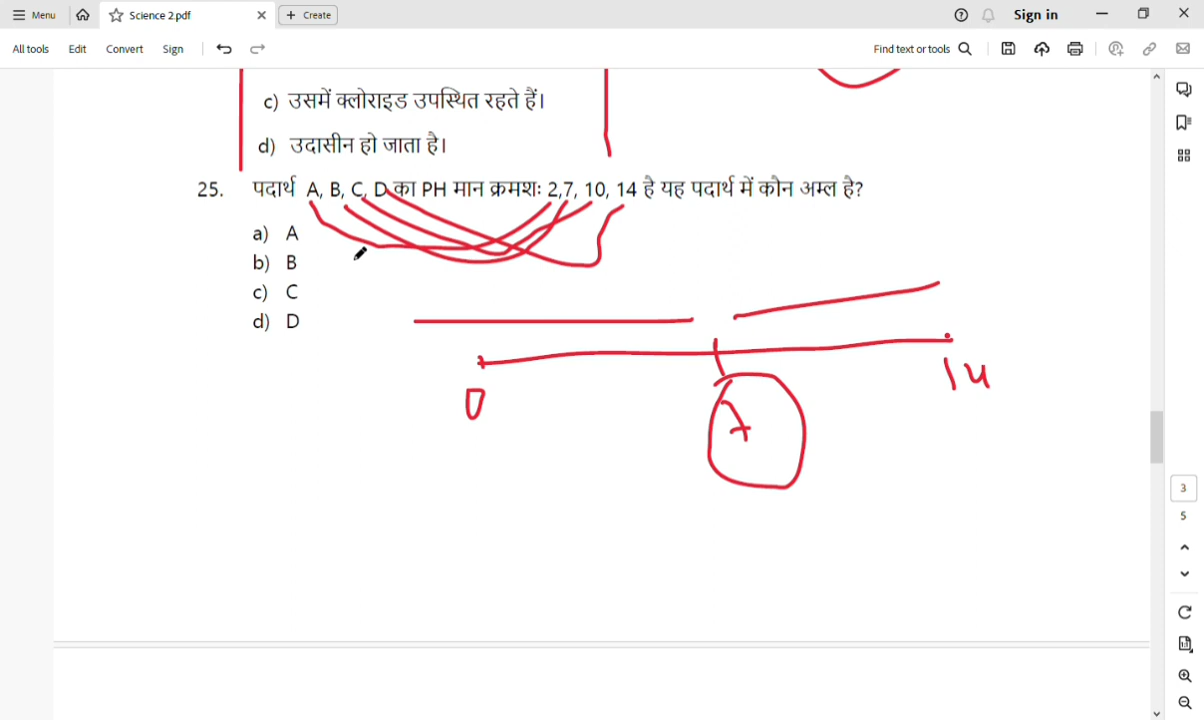 Menu Science 2.pdf Create Sign in
All tools Edit Convert Sign Find text or tools
c) उसमें क्लोराइड उपस्थित रहते हैं।
d) उदासीन हो जाता है।
25. पदार्थ A, B, C, D का PH मान क्रमशः 2,7, 10, 14 है यह पदार्थ में कौन अम्ल है?
a) A
b) B
c) C
d) D
0 7 14
3
5